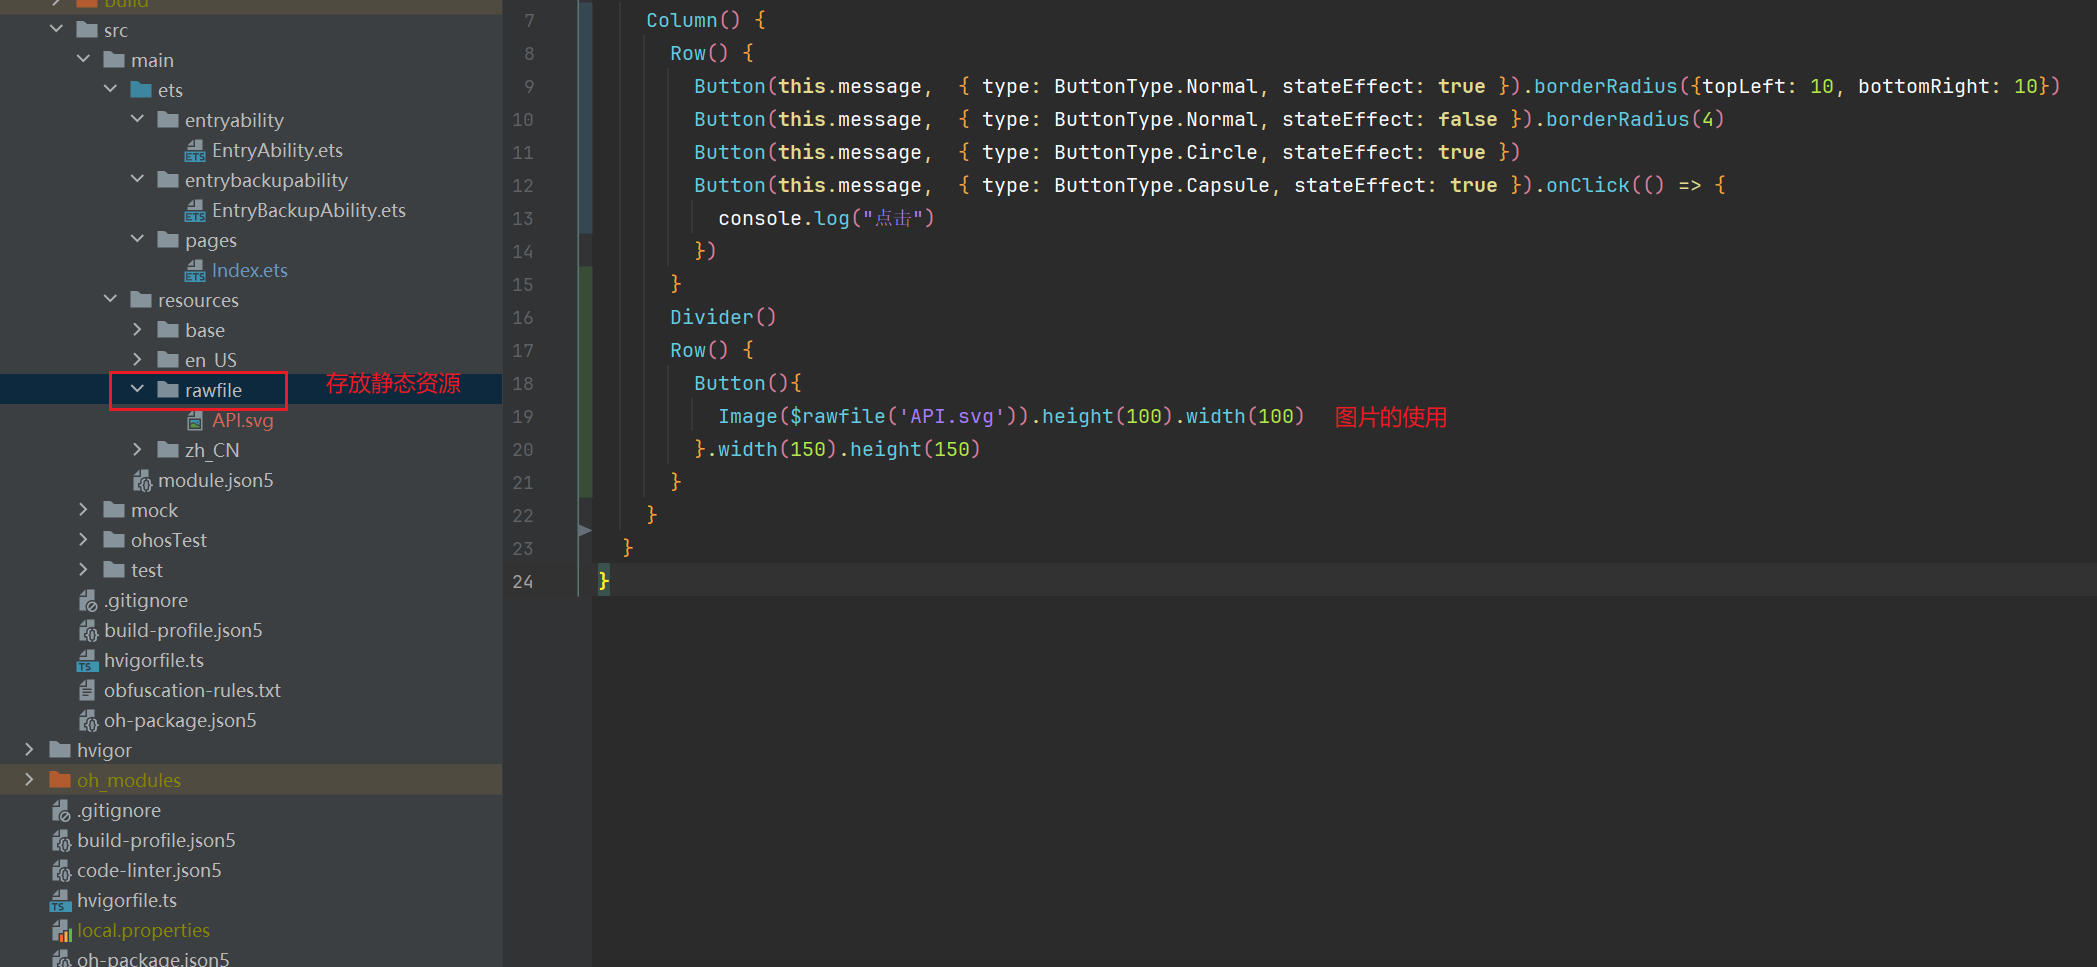 build
src
main
ets
entryability
EntryAbility.ets
entrybackupability
EntryBackupAbility.ets
pages
Index.ets
resources
base
en_US
rawfile 存放静态资源
API.svg
zh_CN
module.json5
mock
ohosTest
test
.gitignore
build-profile.json5
hvigorfile.ts
obfuscation-rules.txt
oh-package.json5
hvigor
oh_modules
.gitignore
build-profile.json5
code-linter.json5
hvigorfile.ts
local.properties
oh-package.json5
7 Column() {
8 Row() {
9 Button(this.message, { type: ButtonType.Normal, stateEffect: true }).borderRadius({topLeft: 10, bottomRight: 10})
10 Button(this.message, { type: ButtonType.Normal, stateEffect: false }).borderRadius(4)
11 Button(this.message, { type: ButtonType.Circle, stateEffect: true })
12 Button(this.message, { type: ButtonType.Capsule, stateEffect: true }).onClick(() => {
13 console.log("点击")
14 })
15 }
16 Divider()
17 Row() {
18 Button(){
19 Image($rawfile('API.svg')).height(100).width(100) 图片的使用
20 }.width(150).height(150)
21 }
22 }
23 }
24 }